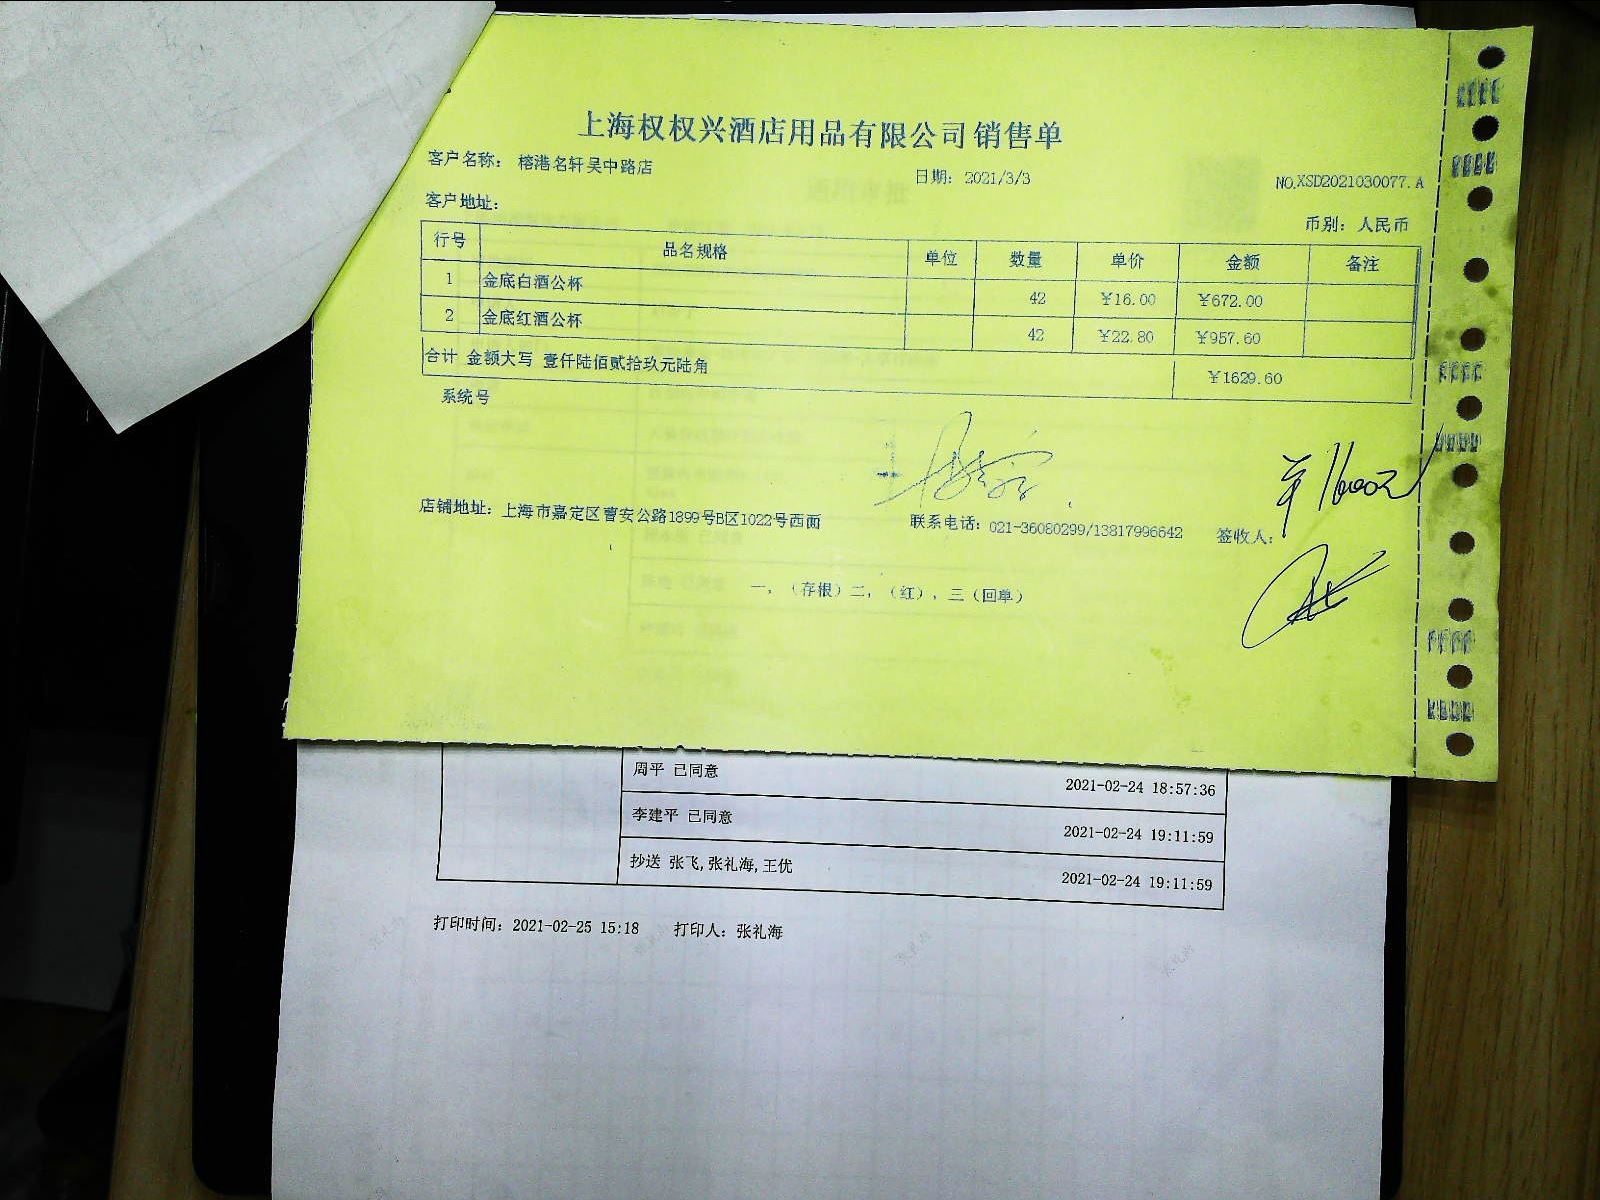 上海权权兴酒店用品有限公司销售单
客户名称： 榕港名轩吴中路店
日期： 2021/3/3
NO.XSD2021030077.A
客户地址：
币别： 人民币
行号 品名规格 单位 数量 单价 金额 备注
1 金底白酒公杯 42 ¥16.00 ¥672.00
2 金底红酒公杯 42 ¥22.80 ¥957.60
合计 金额大写 壹仟陆佰贰拾玖元陆角 ¥1629.60
系统号
店铺地址： 上海市嘉定区曹安公路1899号B区1022号西面 联系电话： 021-36080299/13817996642 签收人：
一，（存根）二，（红），三（回单）
周平 已同意 2021-02-24 18:57:36
李建平 已同意 2021-02-24 19:11:59
抄送 张飞,张礼海,王优 2021-02-24 19:11:59
打印时间：2021-02-25 15:18 打印人：张礼海